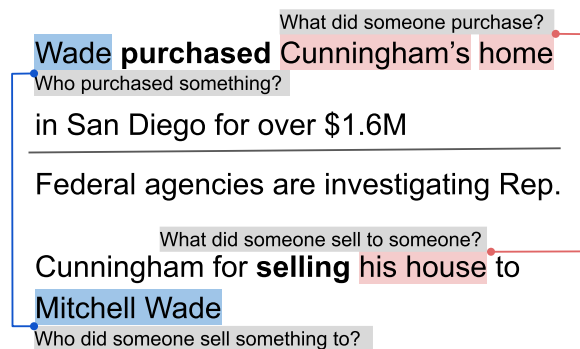 What did someone purchase?
Wade purchased Cunningham’s home
Who purchased something?
in San Diego for over $1.6M
Federal agencies are investigating Rep.
What did someone sell to someone?
Cunningham for selling his house to
Mitchell Wade
Who did someone sell something to?